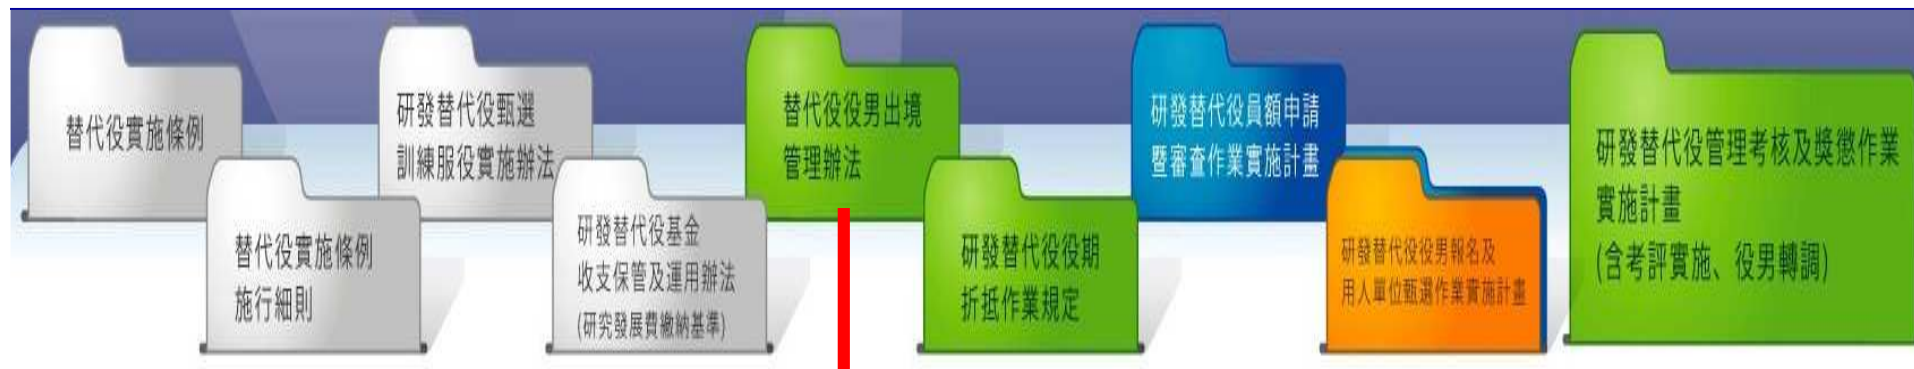 替代役實施條例
替代役實施條例
施行細則
研發替代役甄選
訓練服役實施辦法
研發替代役基金
收支保管及運用辦法
(研究發展費繳納基準)
替代役役男出境
管理辦法
研發替代役役期
折抵作業規定
研發替代役員額申請
暨審查作業實施計畫
研發替代役役男報名及
用人單位甄選作業實施計畫
研發替代役管理考核及獎懲作業
實施計畫
(含考評實施、役男轉調)